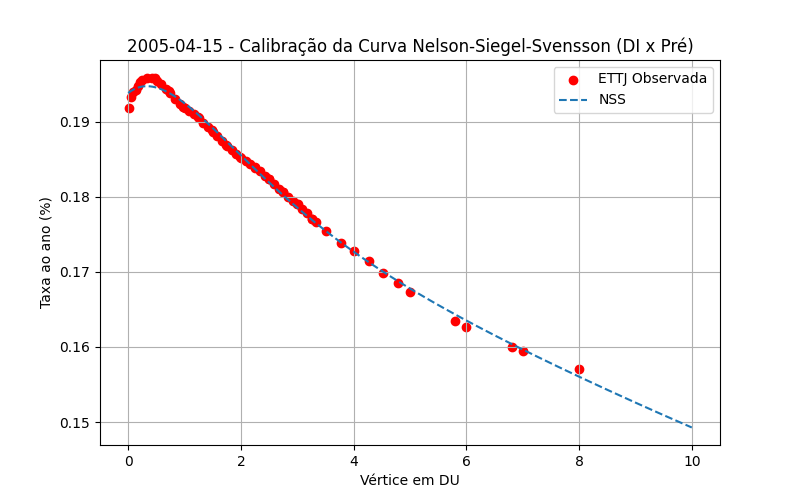 2005-04-15 - Calibração da Curva Nelson-Siegel-Svensson (DI x Pré)
ETTJ Observada
NSS
Taxa ao ano (%)
0.19
0.18
0.17
0.16
0.15
0 2 4 6 8 10
Vértice em DU